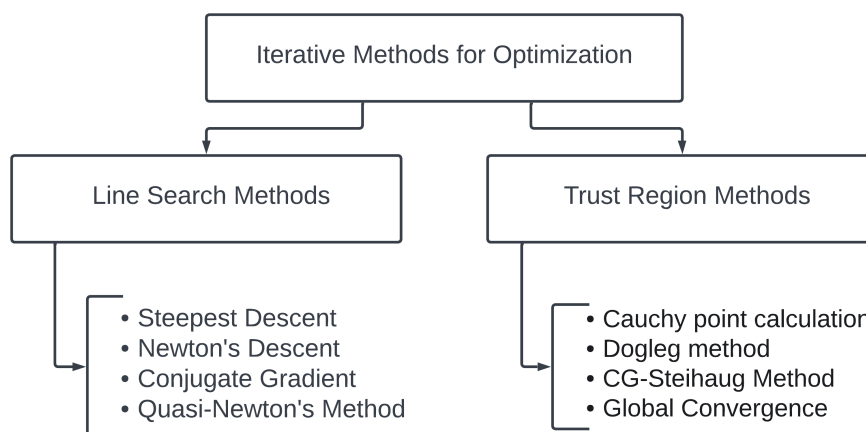 Iterative Methods for Optimization
Line Search Methods
Trust Region Methods
• Steepest Descent
• Newton's Descent
• Conjugate Gradient
• Quasi-Newton's Method
• Cauchy point calculation
• Dogleg method
• CG-Steihaug Method
• Global Convergence